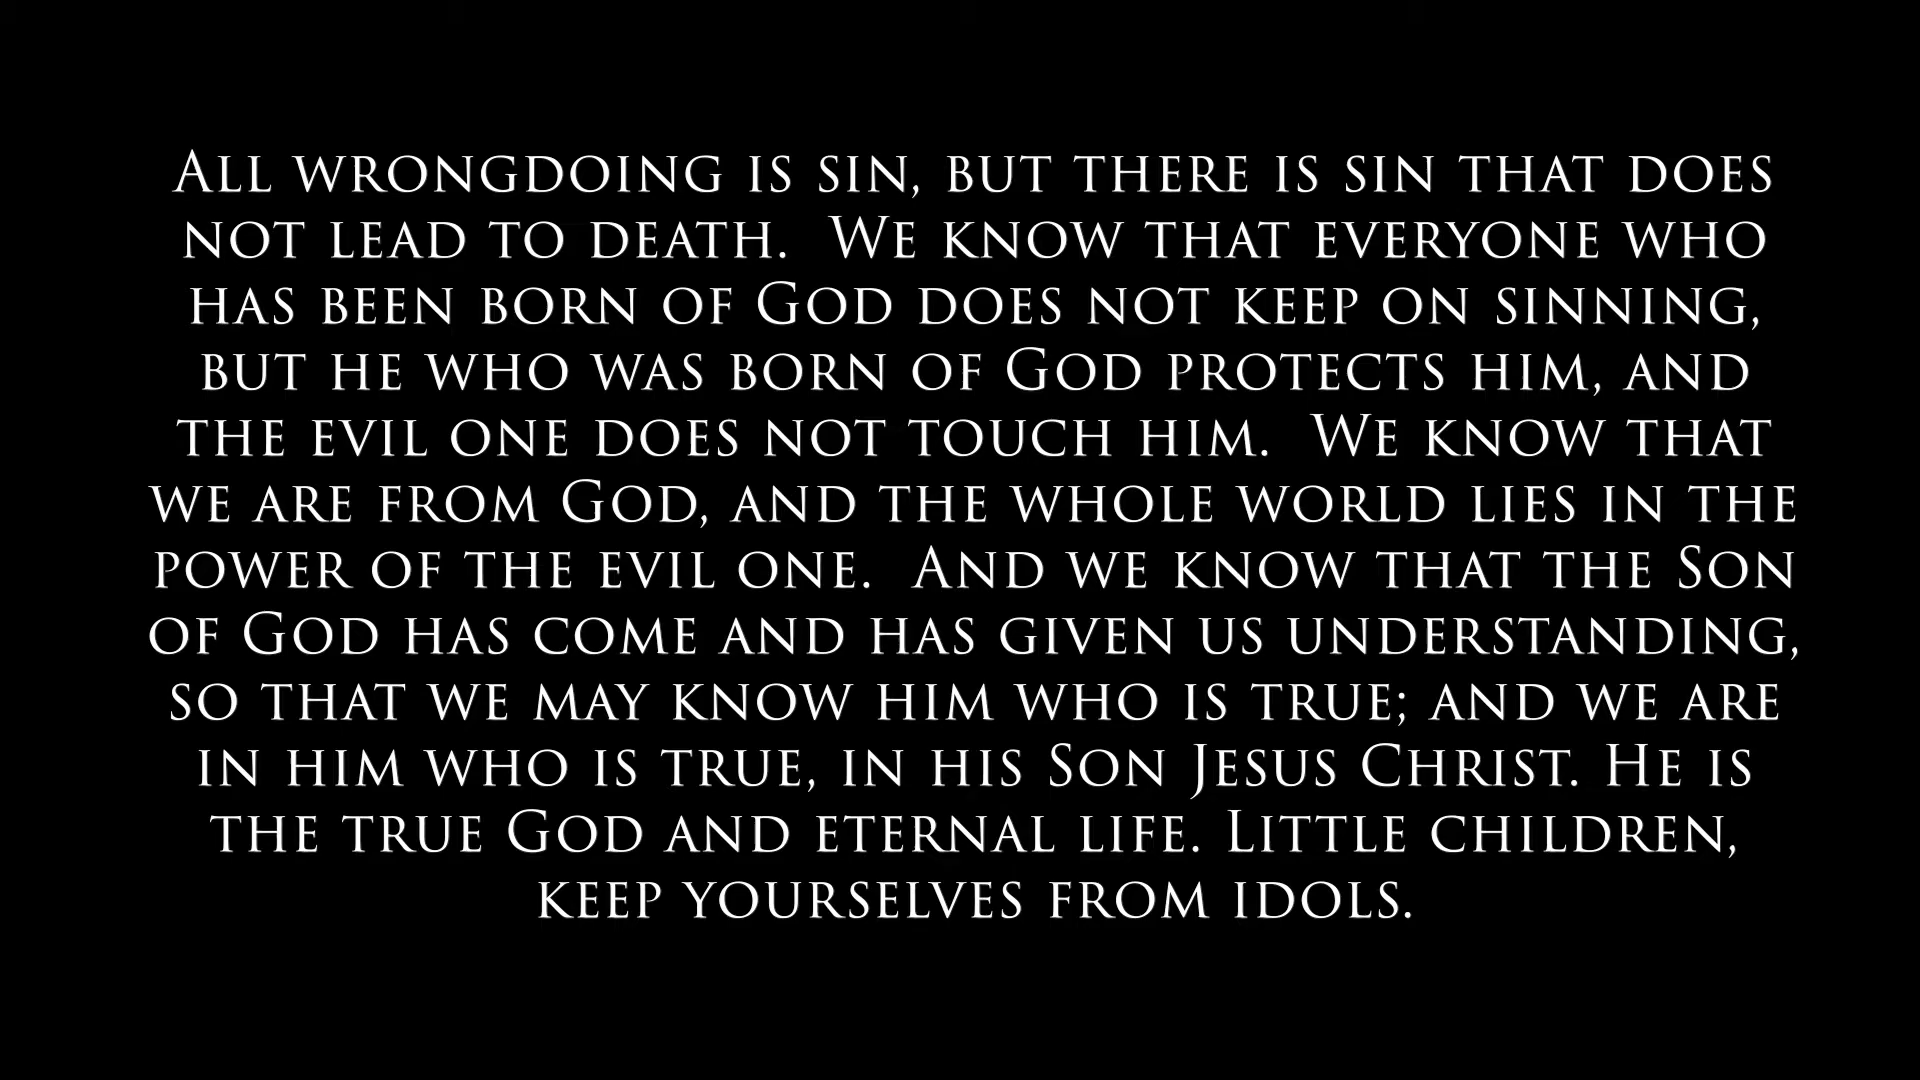 All wrongdoing is sin, but there is sin that does
not lead to death.  We know that everyone who
has been born of God does not keep on sinning,
but he who was born of God protects him, and
the evil one does not touch him.  We know that
we are from God, and the whole world lies in the
power of the evil one.  And we know that the Son
of God has come and has given us understanding,
so that we may know him who is true; and we are
in him who is true, in his Son Jesus Christ. He is
the true God and eternal life. Little children,
keep yourselves from idols.